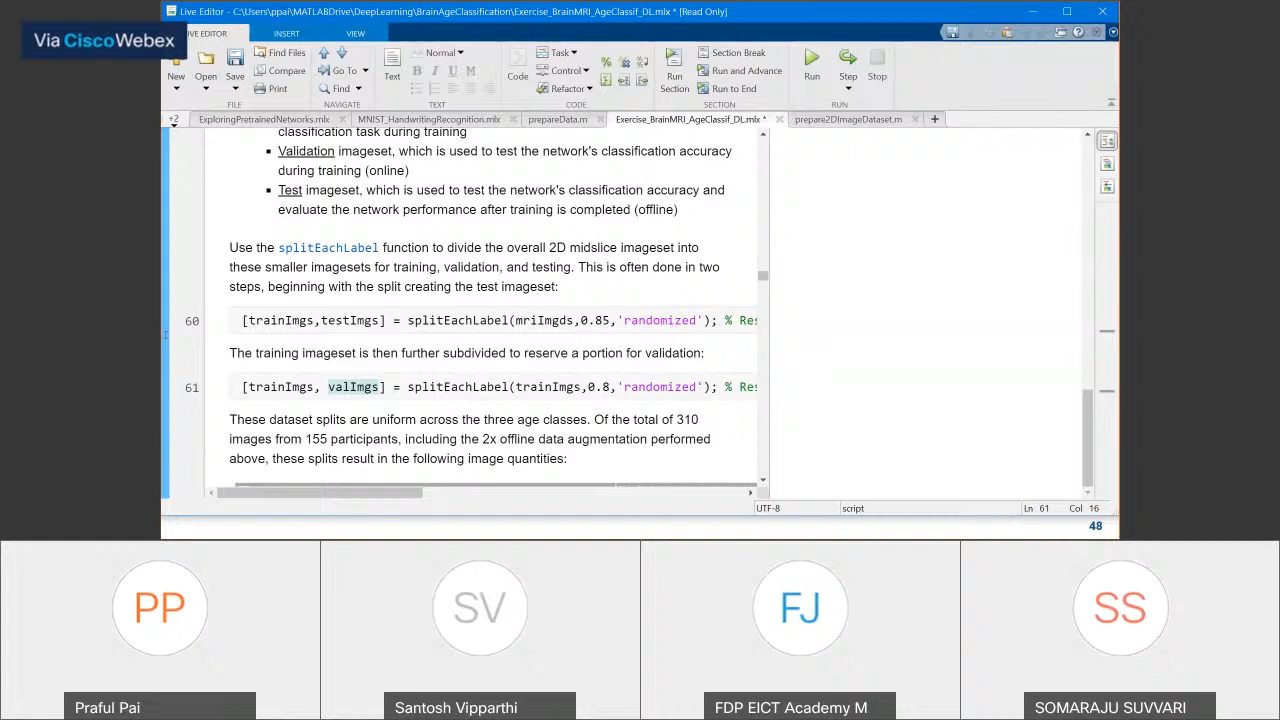 Via Cisco Webex
Live Editor - C:\Users\ppai\MATLABDrive\DeepLearning\BrainAgeClassification\Exercise_BrainMRI_AgeClassif_DL.mlx * [Read Only]
LIVE EDITOR INSERT VIEW
New Open Save Find Files Compare Print
Go To Find
Text Normal
B I U M
Code Task Control Refactor
Run Section Section Break Run and Advance Run to End
Run Step Stop
FILE NAVIGATE TEXT CODE SECTION RUN
+2 ExploringPretrainedNetworks.mlx MNIST_HandwritingRecognition.mlx Exercise_BrainMRI_AgeClassif_DL.mlx * prepare2DImageDataset.m +
classification task during training
▪ Validation imageset, which is used to test the network's classification accuracy
during training (online)
▪ Test imageset, which is used to test the network's classification accuracy and
evaluate the network performance after training is completed (offline)
Use the splitEachLabel function to divide the overall 2D midslice imageset into
these smaller imagesets for training, validation, and testing. This is often done in two
steps, beginning with the split creating the test imageset:
60 [trainImgs,testImgs] = splitEachLabel(mriImgds,0.85,'randomized'); % Res
The training imageset is then further subdivided to reserve a portion for validation:
61 [trainImgs, valImgs] = splitEachLabel(trainImgs,0.8,'randomized'); % Res
These dataset splits are uniform across the three age classes. Of the total of 310
images from 155 participants, including the 2x offline data augmentation performed
above, these splits result in the following image quantities:
UTF-8 script Ln 61 Col 16
48
PP SV FJ SS
Praful Pai Santosh Vipparthi FDP EICT Academy M SOMARAJU SUVVARI